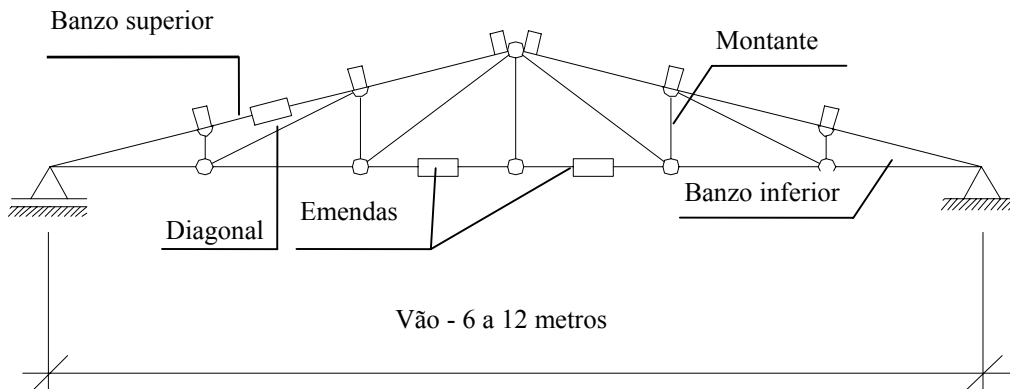 Banzo superior
Montante
Emendas
Banzo inferior
Diagonal
Vão - 6 a 12 metros